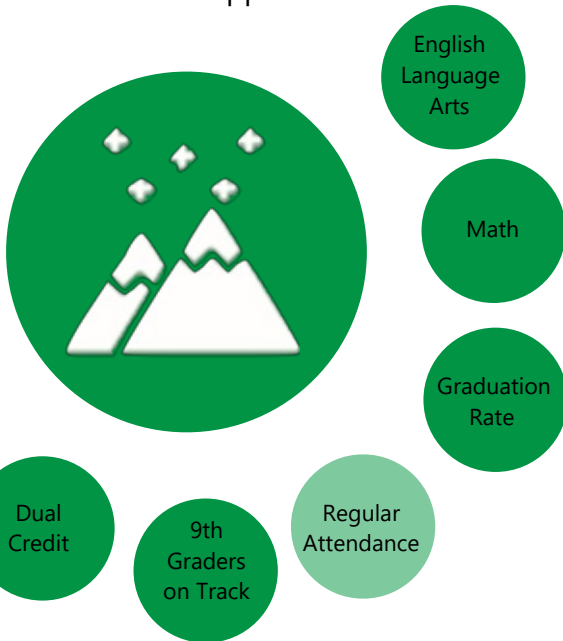 English
Language
Arts
Math
Graduation
Rate
Regular
Attendance
9th
Graders
on Track
Dual
Credit